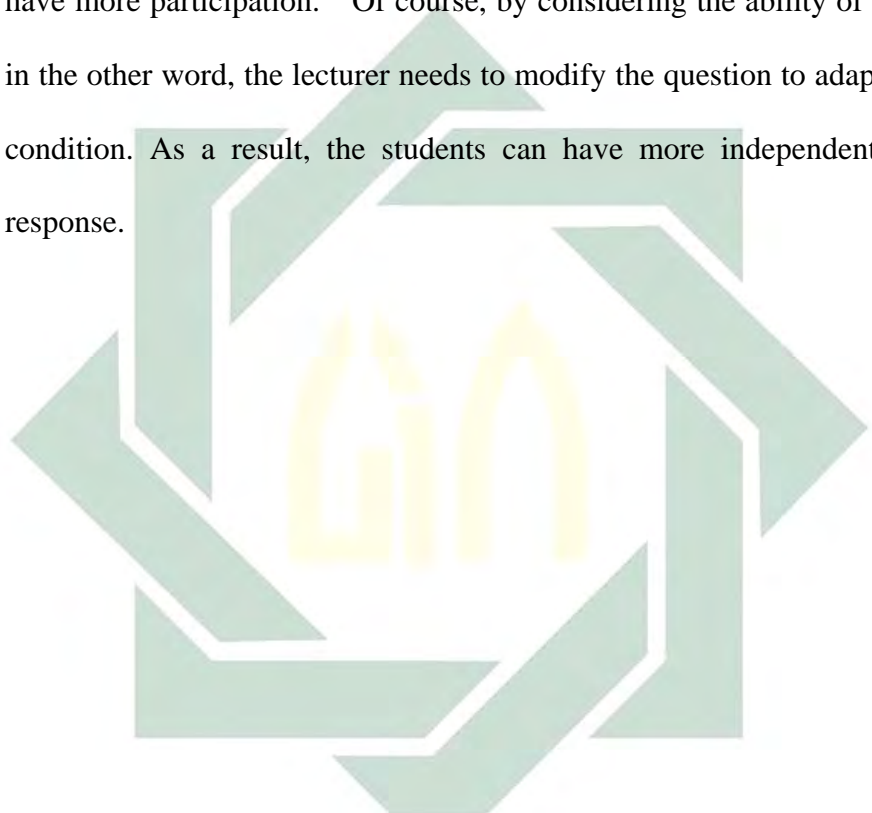 have more participation. Of course, by considering the ability of
in the other word, the lecturer needs to modify the question to adap
condition. As a result, the students can have more independent
response.